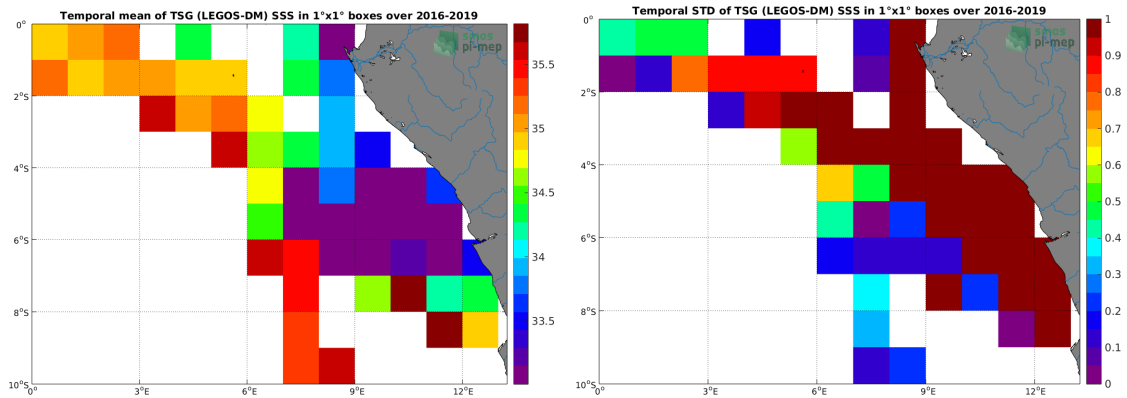 Temporal mean of TSG (LEGOS-DM) SSS in 1°x1° boxes over 2016-2019
0°
2°S
4°S
6°S
8°S
10°S
0°
3°E
6°E
9°E
12°E
smos
pi-mep
35.5
35
34.5
34
33.5
Temporal STD of TSG (LEGOS-DM) SSS in 1°x1° boxes over 2016-2019
0°
2°S
4°S
6°S
8°S
10°S
0°
3°E
6°E
9°E
12°E
smos
pi-mep
1
0.9
0.8
0.7
0.6
0.5
0.4
0.3
0.2
0.1
0